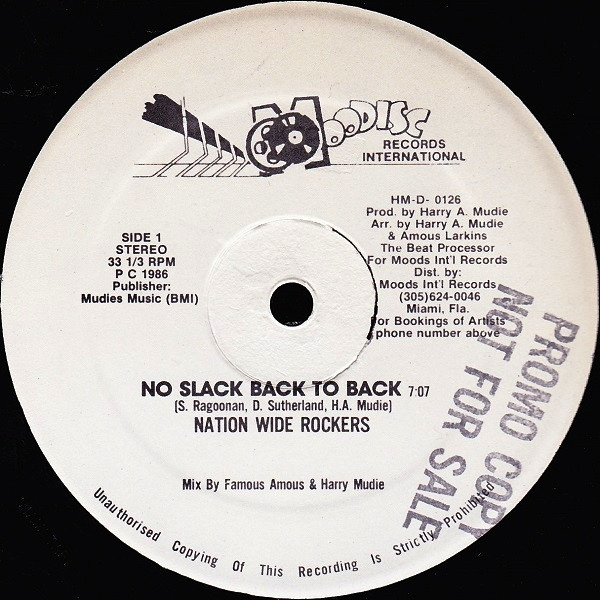 MOODISC
RECORDS
INTERNATIONAL
SIDE 1
STEREO
33 1/3 RPM
P C 1986
Publisher:
Mudies Music (BMI)
HM-D- 0126
Prod. by Harry A. Mudie
Arr. by Harry A. Mudie
& Amous Larkins
The Beat Processor
For Moods Int'l Records
Dist. by:
Moods Int'l Records
(305)624-0046
Miami, Fla.
For Bookings of Artists
phone number above
NO SLACK BACK TO BACK 7:07
(S. Ragoonan, D. Sutherland, H.A. Mudie)
NATION WIDE ROCKERS
Mix By Famous Amous & Harry Mudie
Unauthorised Copying Of This Recording Is Strictly Prohibited
PROMO COPY
NOT FOR SALE